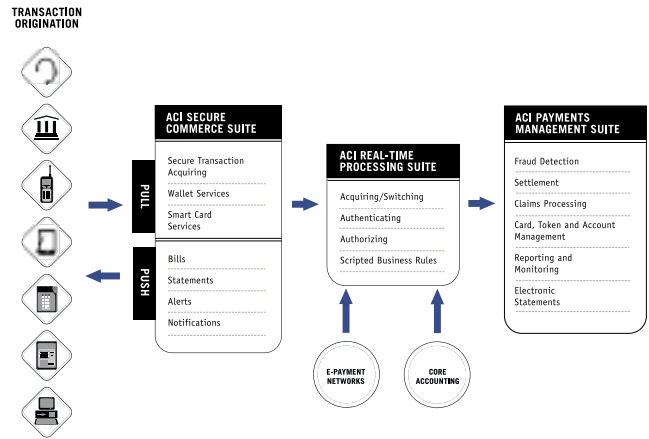 TRANSACTION
ORIGINATION
PULL
PUSH
ACI SECURE
COMMERCE SUITE
Secure Transaction
Acquiring
Wallet Services
Smart Card
Services
Bills
Statements
Alerts
Notifications
ACI REAL-TIME
PROCESSING SUITE
Acquiring/Switching
Authenticating
Authorizing
Scripted Business Rules
E-PAYMENT
NETWORKS
CORE
ACCOUNTING
ACI PAYMENTS
MANAGEMENT SUITE
Fraud Detection
Settlement
Claims Processing
Card, Token and Account
Management
Reporting and
Monitoring
Electronic
Statements